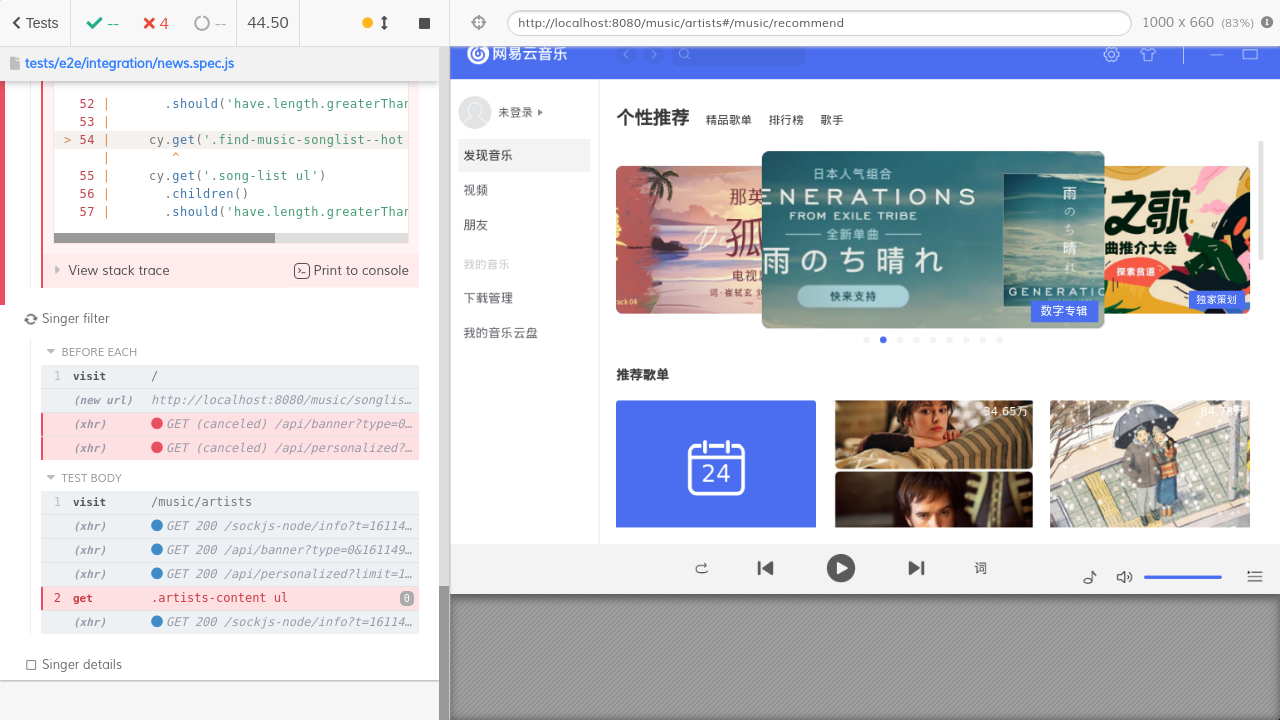 Tests
--
4
--
44.50
http://localhost:8080/music/artists#/music/recommend
1000 x 660 (83%)
tests/e2e/integration/news.spec.js
52 | .should('have.length.greaterThan
53 |
> 54 | cy.get('.find-music-songlist--hot
| ^
55 | cy.get('.song-list ul')
56 | .children()
57 | .should('have.length.greaterThan
View stack trace
Print to console
Singer filter
BEFORE EACH
1 visit /
(new url) http://localhost:8080/music/songlis…
(xhr) GET (canceled) /api/banner?type=0…
(xhr) GET (canceled) /api/personalized?…
TEST BODY
1 visit /music/artists
(xhr) GET 200 /sockjs-node/info?t=16114…
(xhr) GET 200 /api/banner?type=0&161149…
(xhr) GET 200 /api/personalized?limit=1…
2 get .artists-content ul 0
(xhr) GET 200 /sockjs-node/info?t=16114…
Singer details
网易云音乐
未登录
发现音乐
视频
朋友
我的音乐
下载管理
我的音乐云盘
个性推荐 精品歌单 排行榜 歌手
那英
孤
电视剧
rack 04
日本人气组合
ENERATIONS
FROM EXILE TRIBE
全新单曲
雨のち晴れ
快来支持
雨のち晴れ
GENERATIO
数字专辑
之歌
曲推介大会
探索贫道
独家策划
推荐歌单
24
34.65万
84.78万
词